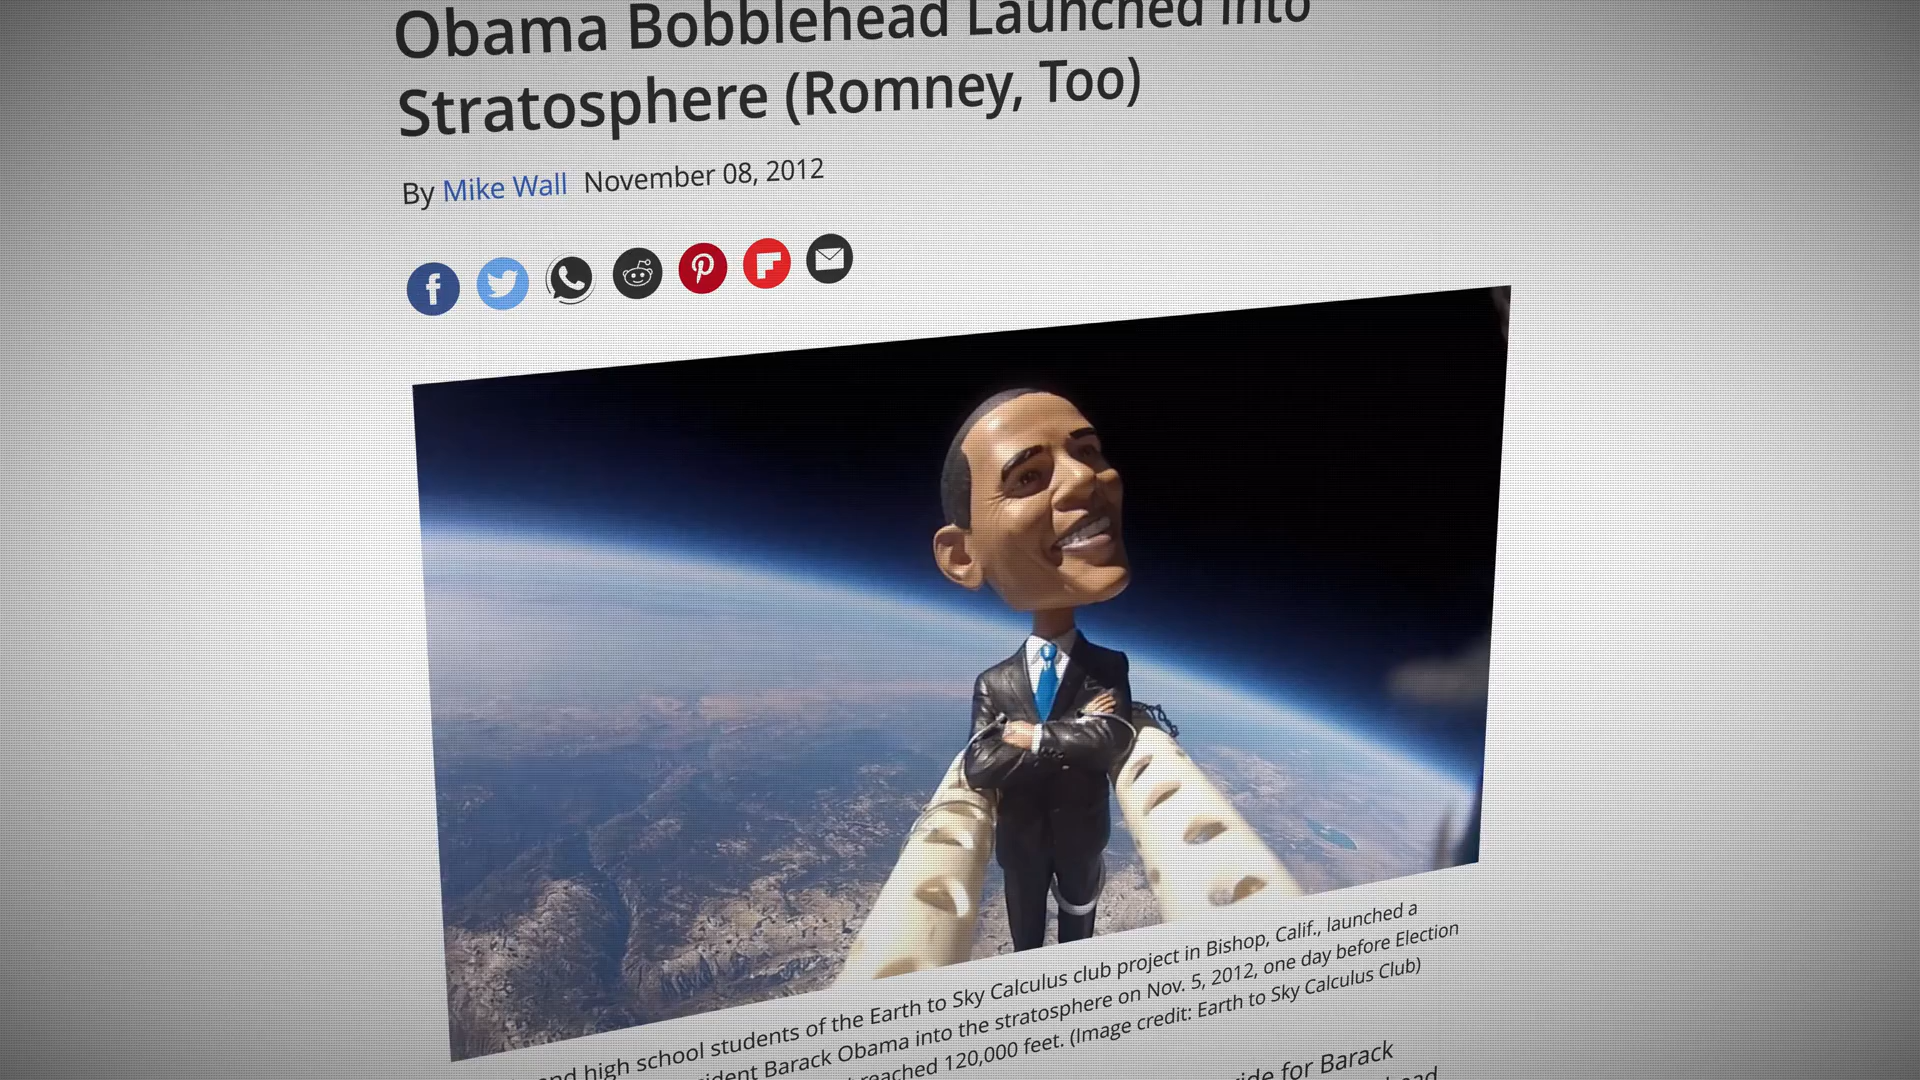 Obama Bobblehead Launched Into
Stratosphere (Romney, Too)
By Mike Wall November 08, 2012
and high school students of the Earth to Sky Calculus club project in Bishop, Calif., launched a
Barack Obama into the stratosphere on Nov. 5, 2012, one day before Election
reached 120,000 feet. (Image credit: Earth to Sky Calculus Club)
for Barack